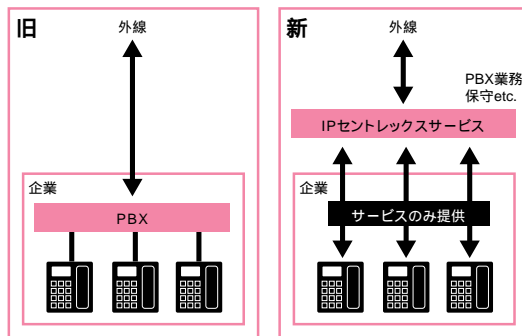 旧
外線
企業
PBX
新
外線
PBX業務
保守etc.
IPセントレックスサービス
企業
サービスのみ提供